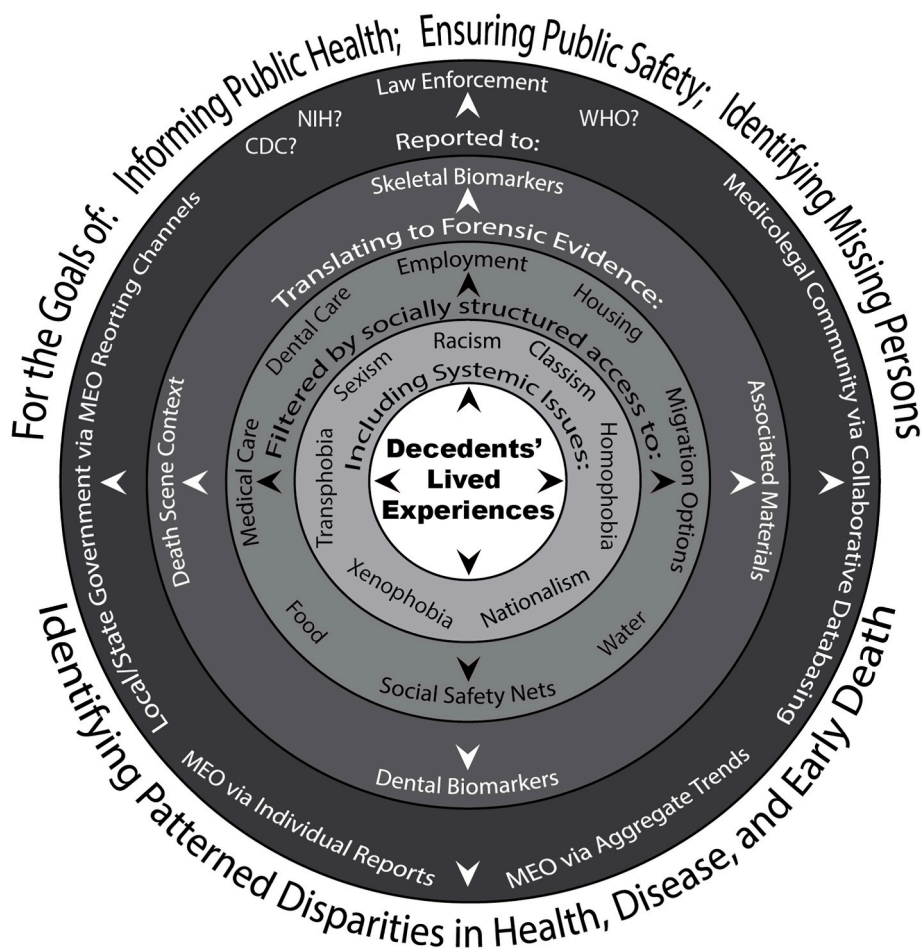 For the Goals of: Informing Public Health; Ensuring Public Safety; Identifying Missing Persons
Identifying Patterned Disparities in Health, Disease, and Early Death
Reported to:
Law Enforcement
NIH?
CDC?
WHO?
Local/State Government via MEO Reorting Channels
Medicolegal Community via Collaborative Databasing
MEO via Individual Reports
MEO via Aggregate Trends
Translating to Forensic Evidence:
Skeletal Biomarkers
Death Scene Context
Associated Materials
Dental Biomarkers
Filtered by socially structured access to:
Employment
Dental Care
Housing
Medical Care
Migration Options
Food
Water
Social Safety Nets
Including Systemic Issues:
Racism
Sexism
Classism
Transphobia
Homophobia
Xenophobia
Nationalism
Decedents’
Lived
Experiences